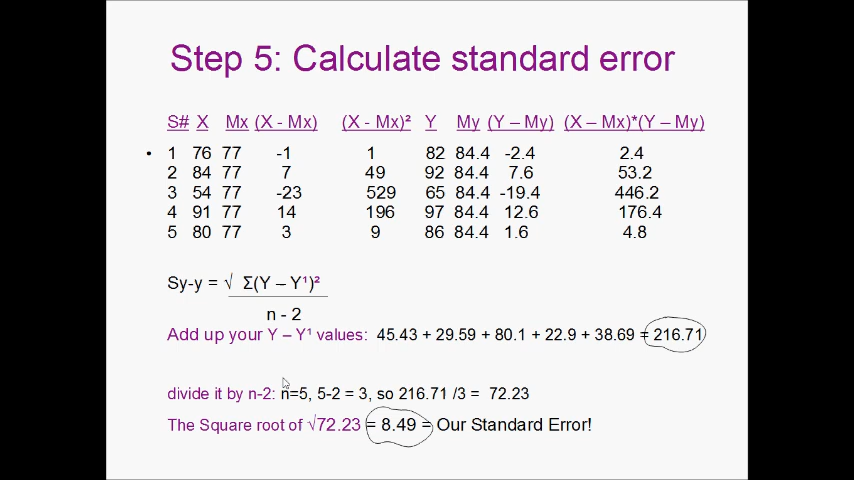 Step 5: Calculate standard error
S# X Mx (X - Mx) (X - Mx)² Y My (Y – My) (X – Mx)*(Y – My)
• 1 76 77 -1 1 82 84.4 -2.4 2.4
2 84 77 7 49 92 84.4 7.6 53.2
3 54 77 -23 529 65 84.4 -19.4 446.2
4 91 77 14 196 97 84.4 12.6 176.4
5 80 77 3 9 86 84.4 1.6 4.8
Sy-y = √ Σ(Y – Y¹)²
n - 2
Add up your Y – Y¹ values: 45.43 + 29.59 + 80.1 + 22.9 + 38.69 = 216.71
divide it by n-2: n=5, 5-2 = 3, so 216.71 /3 = 72.23
The Square root of √72.23 = 8.49 = Our Standard Error!